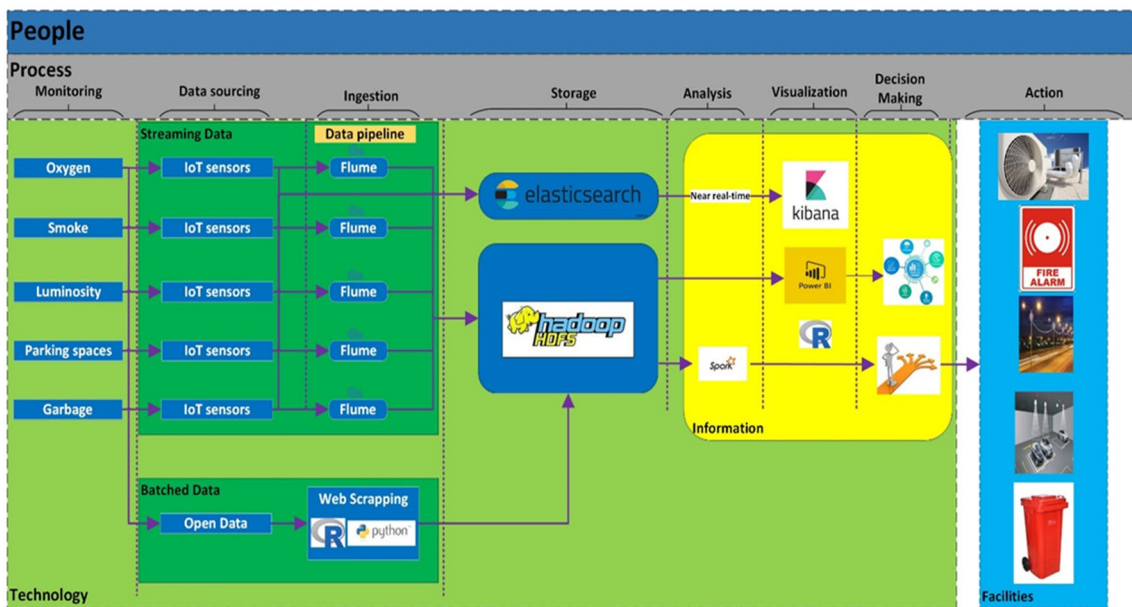 People
Process
Monitoring
Data sourcing
Ingestion
Storage
Analysis
Visualization
Decision
Making
Action
Streaming Data
Data pipeline
Oxygen
IoT sensors
Flume
Smoke
IoT sensors
Flume
Luminosity
IoT sensors
Flume
Parking spaces
IoT sensors
Flume
Garbage
IoT sensors
Flume
elasticsearch
Near real-time
kibana
hadoop
HDFS
Power BI
R
Spark
Information
FIRE
ALARM
Batched Data
Open Data
Web Scrapping
R
python
Technology
Facilities